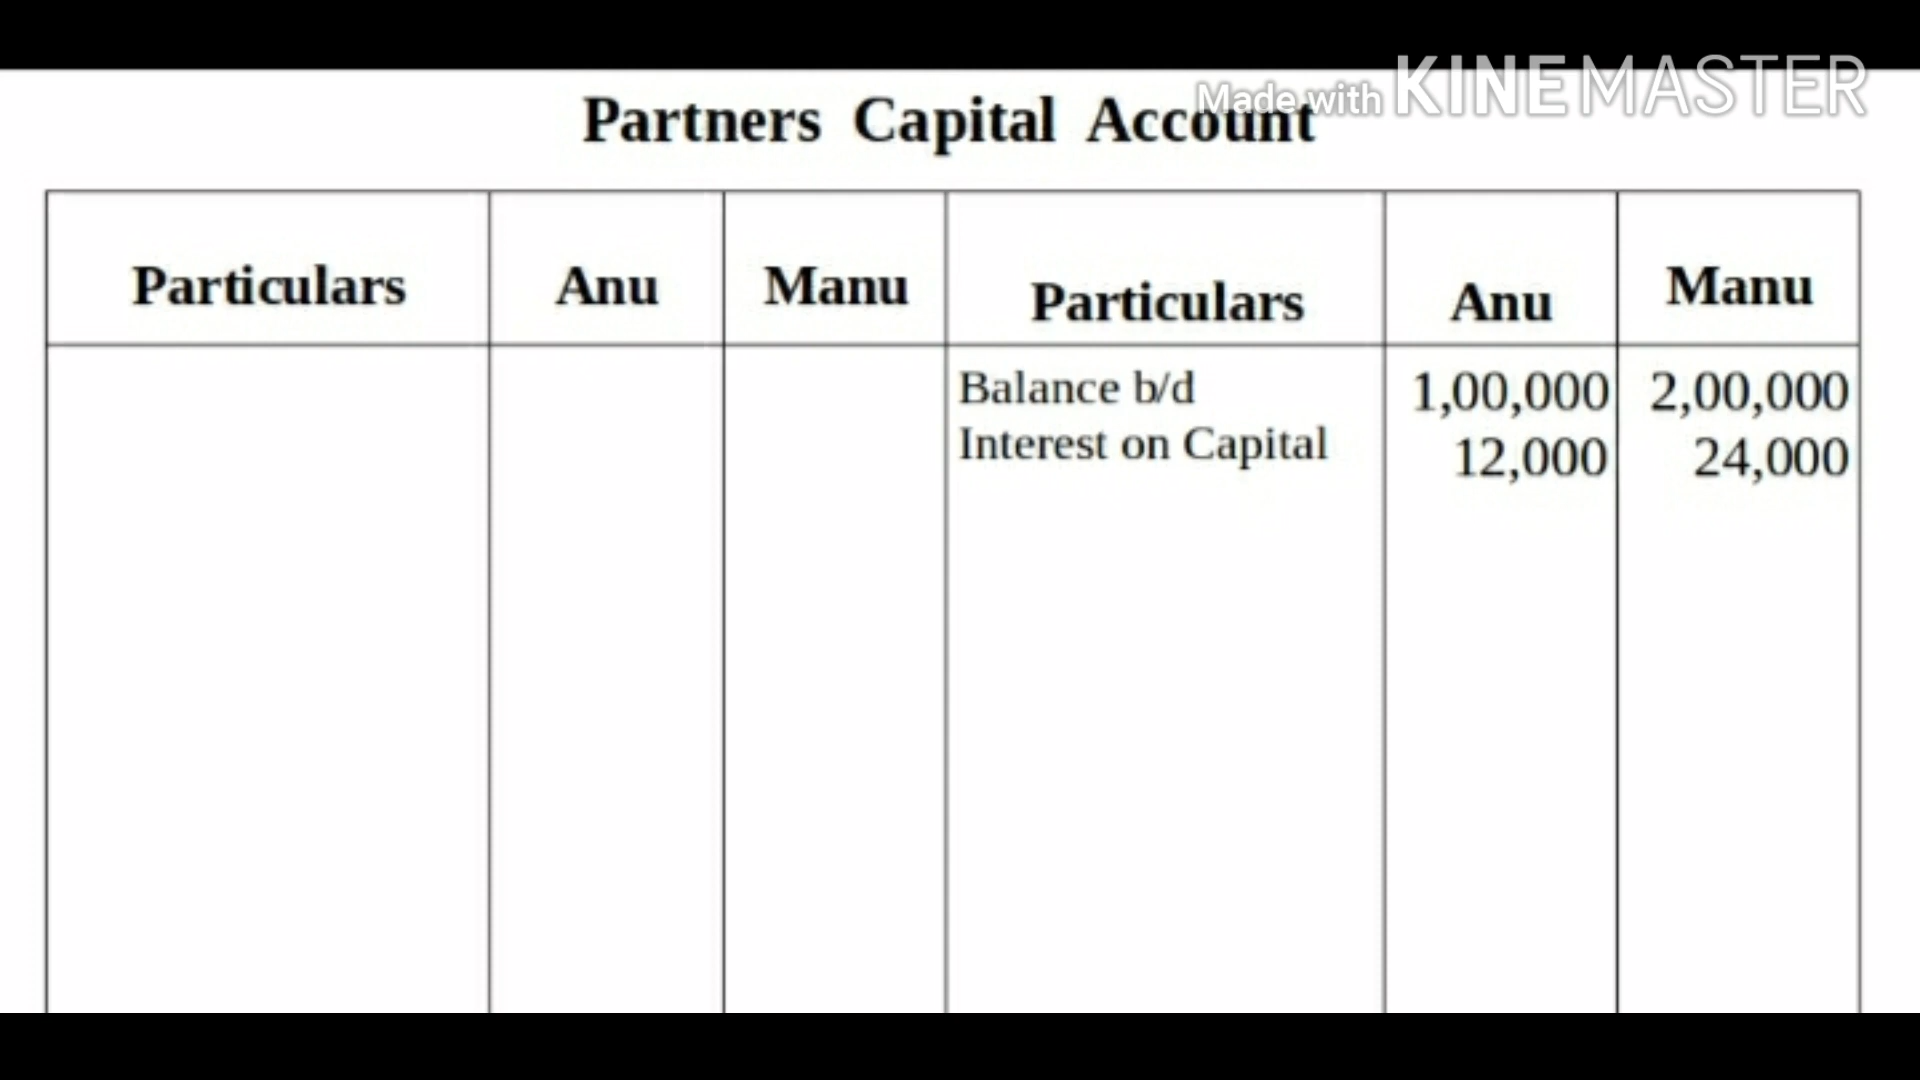 Made with KINEMASTER
Partners Capital Account
Particulars Anu Manu Particulars Anu Manu
Balance b/d 1,00,000 2,00,000
Interest on Capital 12,000 24,000